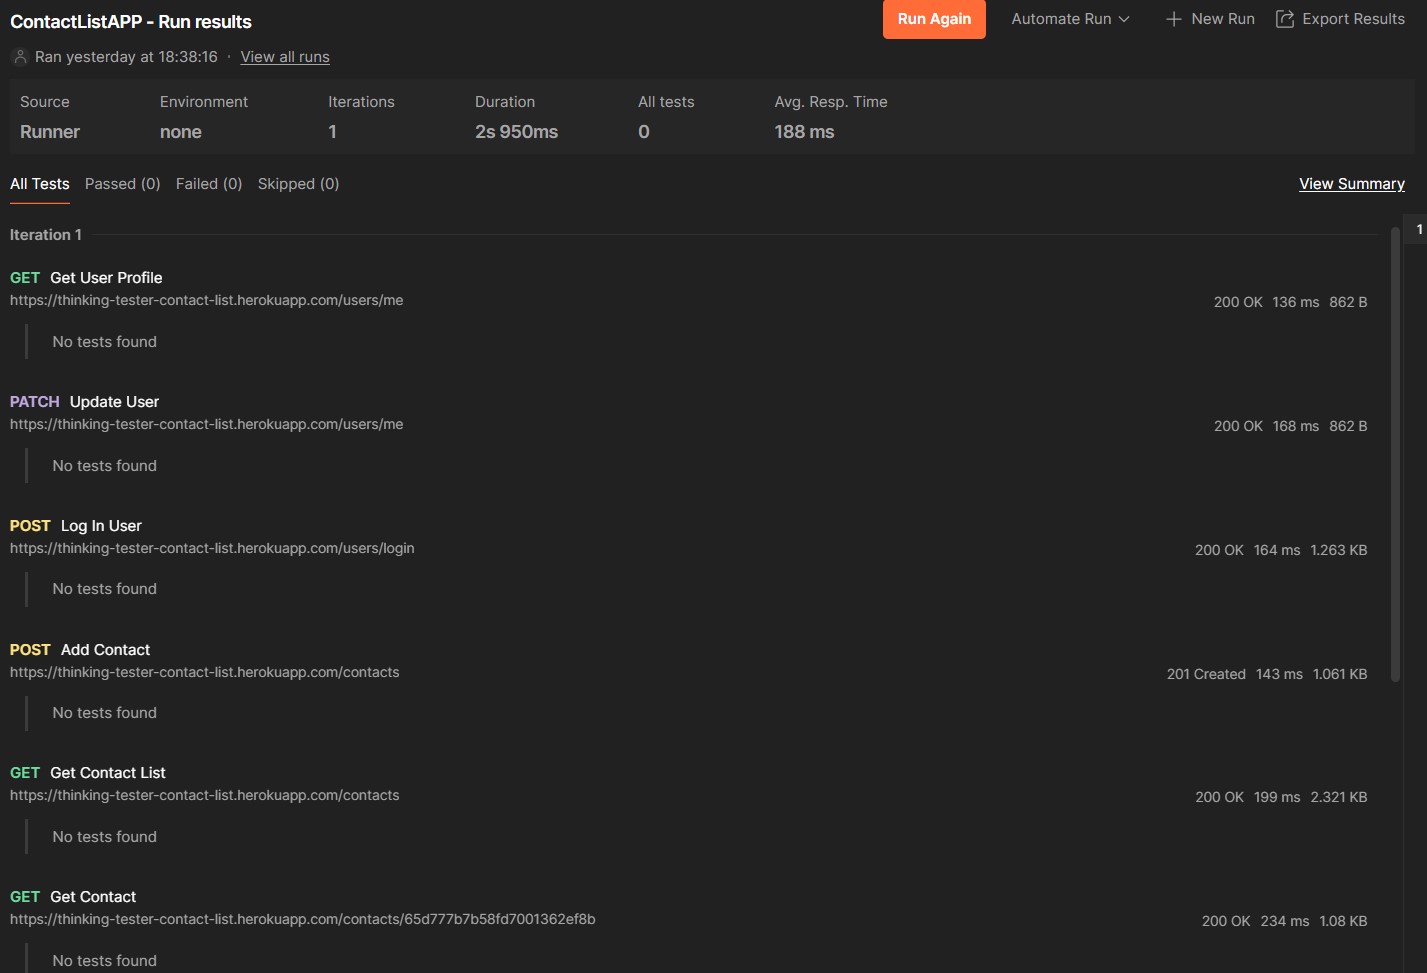 ContactListAPP - Run results
Run Again
Automate Run
New Run
Export Results
Ran yesterday at 18:38:16 · View all runs
Source Environment Iterations Duration All tests Avg. Resp. Time
Runner none 1 2s 950ms 0 188 ms
All Tests Passed (0) Failed (0) Skipped (0) View Summary
Iteration 1
1
GET Get User Profile
https://thinking-tester-contact-list.herokuapp.com/users/me
200 OK 136 ms 862 B
No tests found
PATCH Update User
https://thinking-tester-contact-list.herokuapp.com/users/me
200 OK 168 ms 862 B
No tests found
POST Log In User
https://thinking-tester-contact-list.herokuapp.com/users/login
200 OK 164 ms 1.263 KB
No tests found
POST Add Contact
https://thinking-tester-contact-list.herokuapp.com/contacts
201 Created 143 ms 1.061 KB
No tests found
GET Get Contact List
https://thinking-tester-contact-list.herokuapp.com/contacts
200 OK 199 ms 2.321 KB
No tests found
GET Get Contact
https://thinking-tester-contact-list.herokuapp.com/contacts/65d777b7b58fd7001362ef8b
200 OK 234 ms 1.08 KB
No tests found